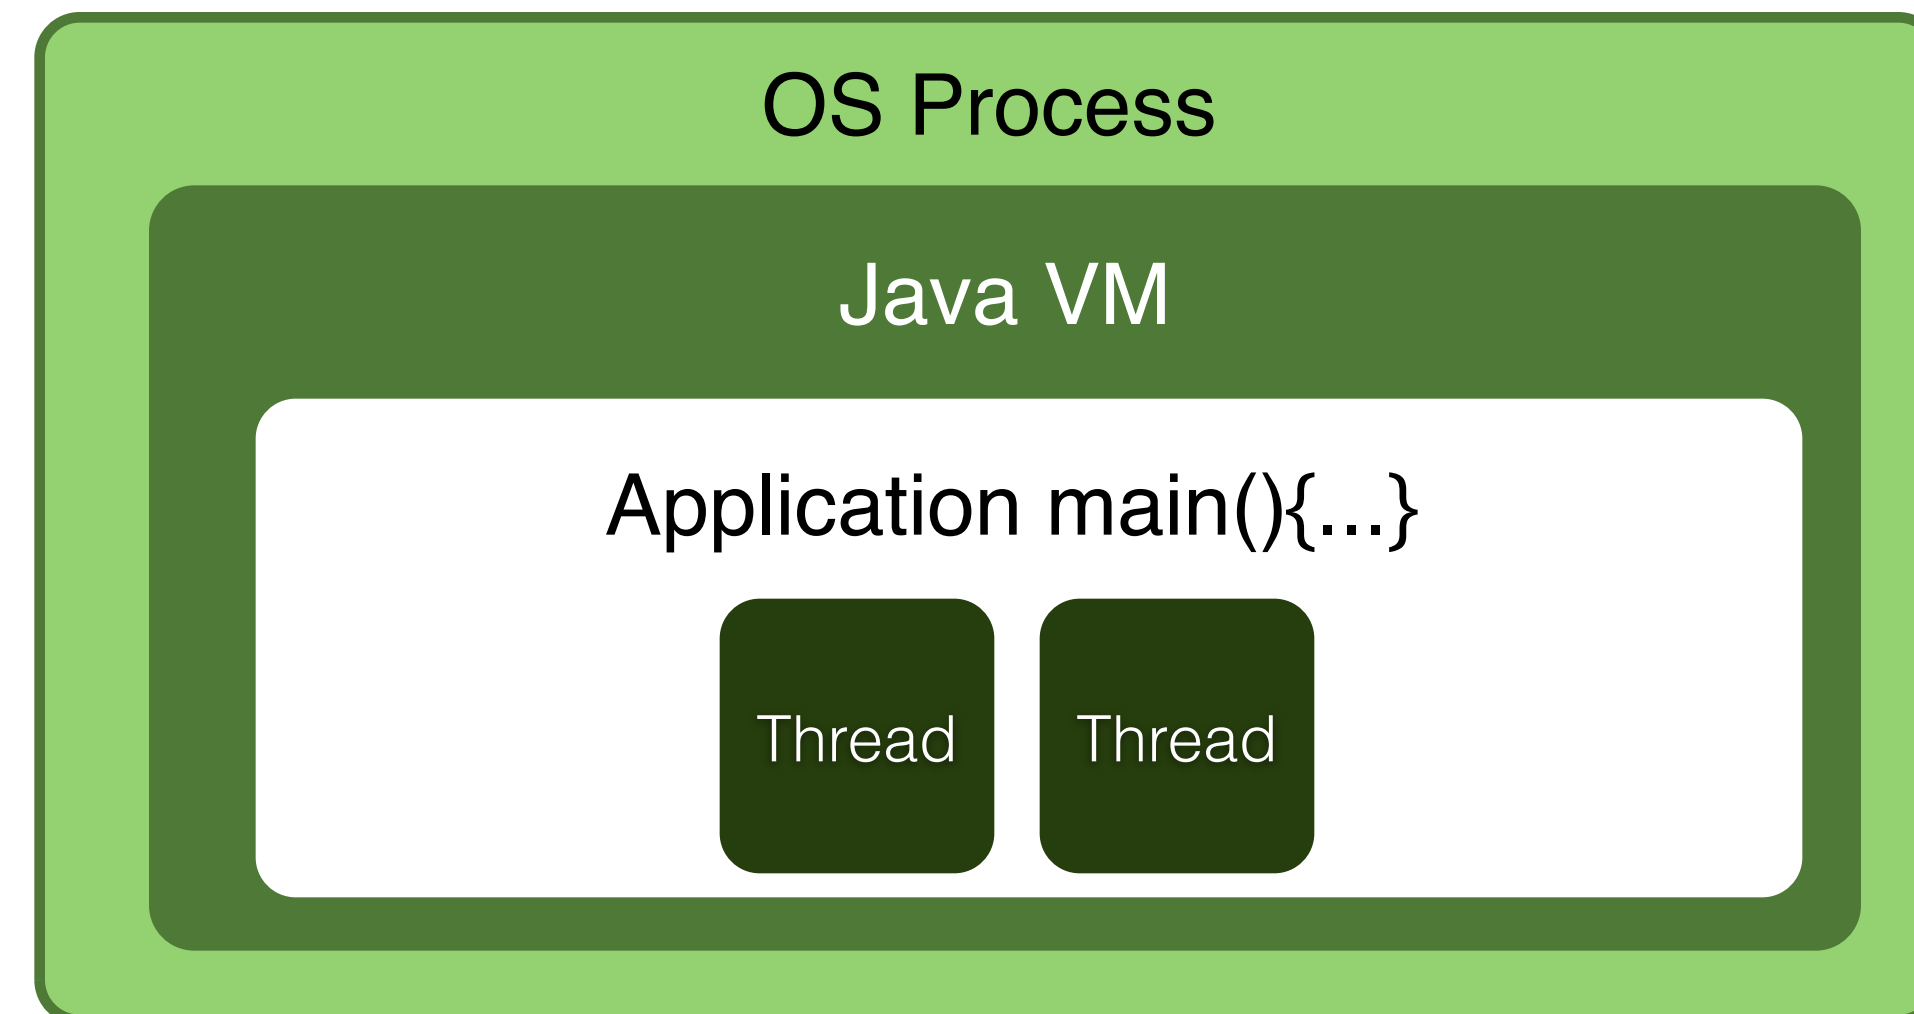 OS Process
Java VM
Application main(){...}
Thread Thread